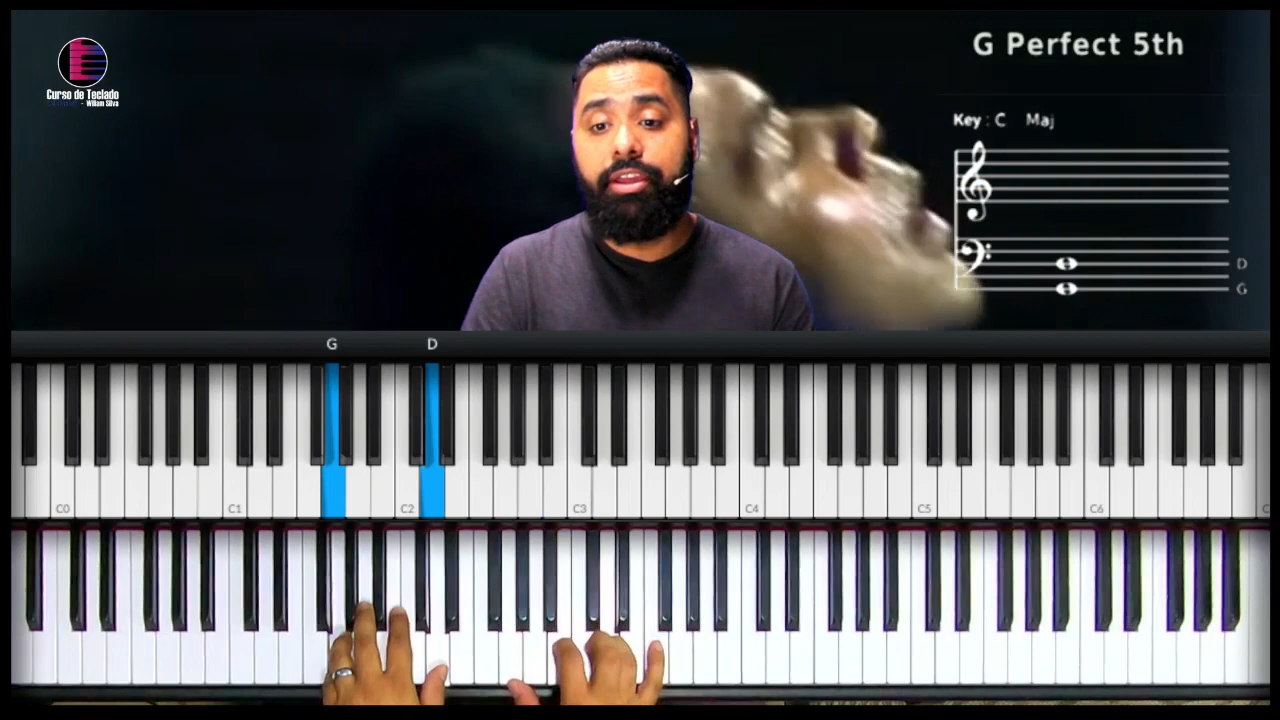 Curso de Teclado
- Wiliam Silva
G Perfect 5th
Key : C Maj
D
G
G D
C0 C1 C2 C3 C4 C5 C6 C